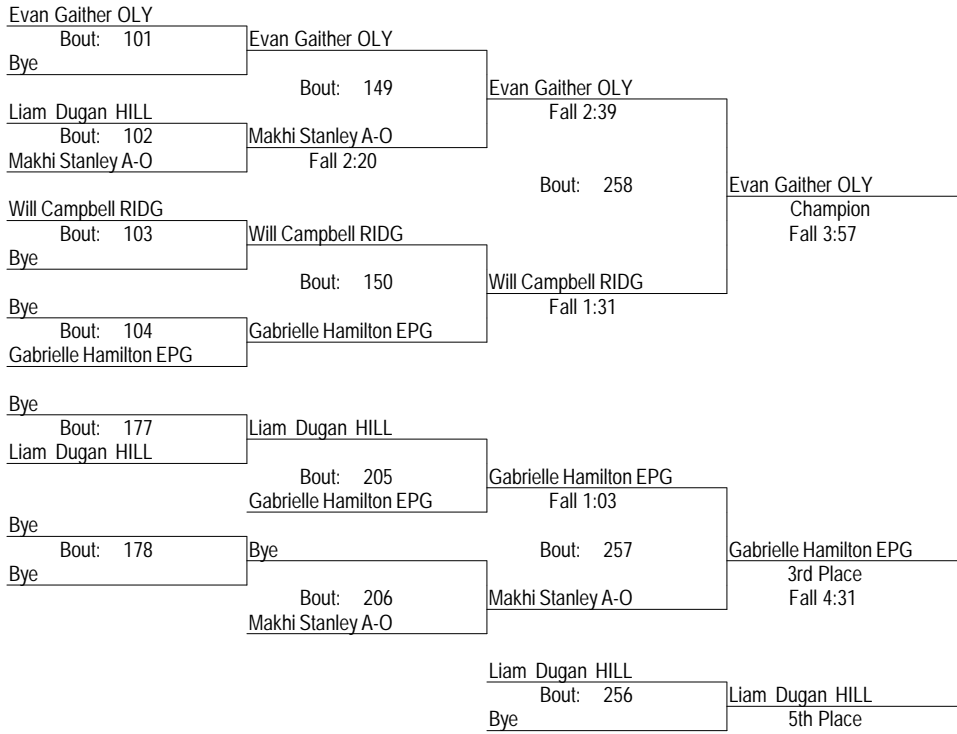 Evan Gaither OLY
Bout: 101
Evan Gaither OLY
Bye
Bout: 149
Evan Gaither OLY
Liam Dugan HILL
Fall 2:39
Bout: 102
Makhi Stanley A-O
Makhi Stanley A-O
Fall 2:20
Bout: 258
Evan Gaither OLY
Will Campbell RIDG
Champion
Bout: 103
Will Campbell RIDG
Fall 3:57
Bye
Bout: 150
Will Campbell RIDG
Bye
Fall 1:31
Bout: 104
Gabrielle Hamilton EPG
Gabrielle Hamilton EPG
Bye
Bout: 177
Liam Dugan HILL
Liam Dugan HILL
Bout: 205
Gabrielle Hamilton EPG
Gabrielle Hamilton EPG
Fall 1:03
Bye
Bout: 178
Bye
Bout: 257
Gabrielle Hamilton EPG
Bye
3rd Place
Bout: 206
Makhi Stanley A-O
Fall 4:31
Makhi Stanley A-O
Liam Dugan HILL
Bout: 256
Liam Dugan HILL
Bye
5th Place